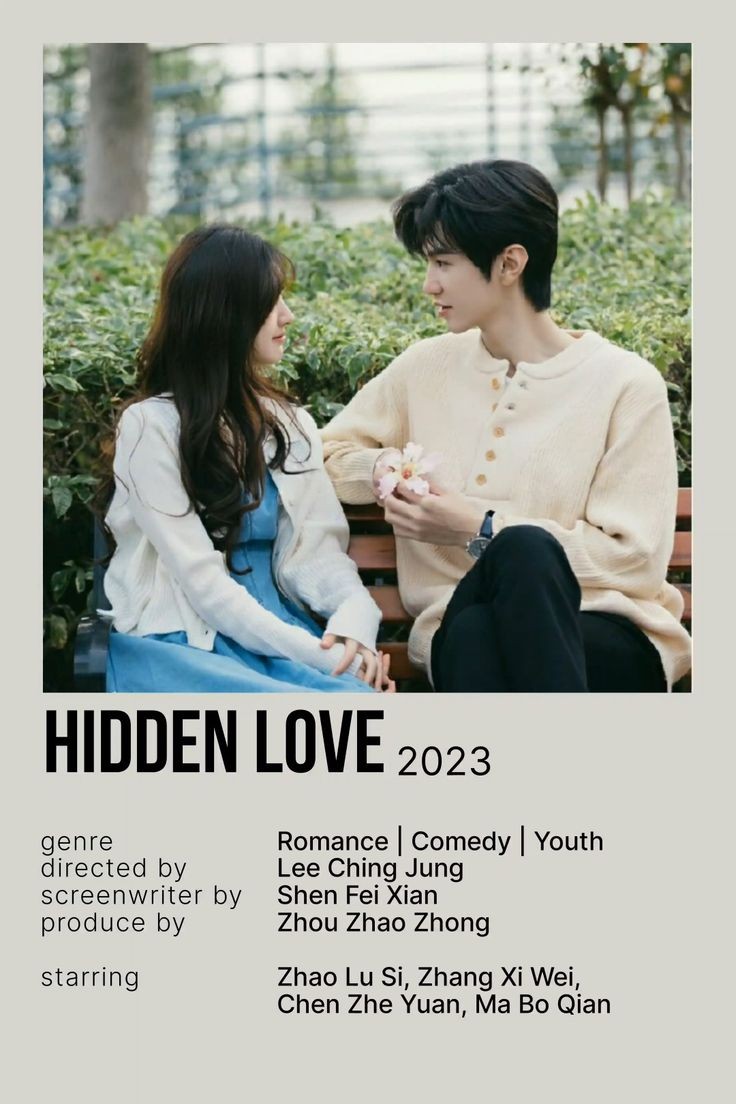 HIDDEN LOVE 2023
genre Romance | Comedy | Youth
directed by Lee Ching Jung
screenwriter by Shen Fei Xian
produce by Zhou Zhao Zhong
starring Zhao Lu Si, Zhang Xi Wei,
Chen Zhe Yuan, Ma Bo Qian